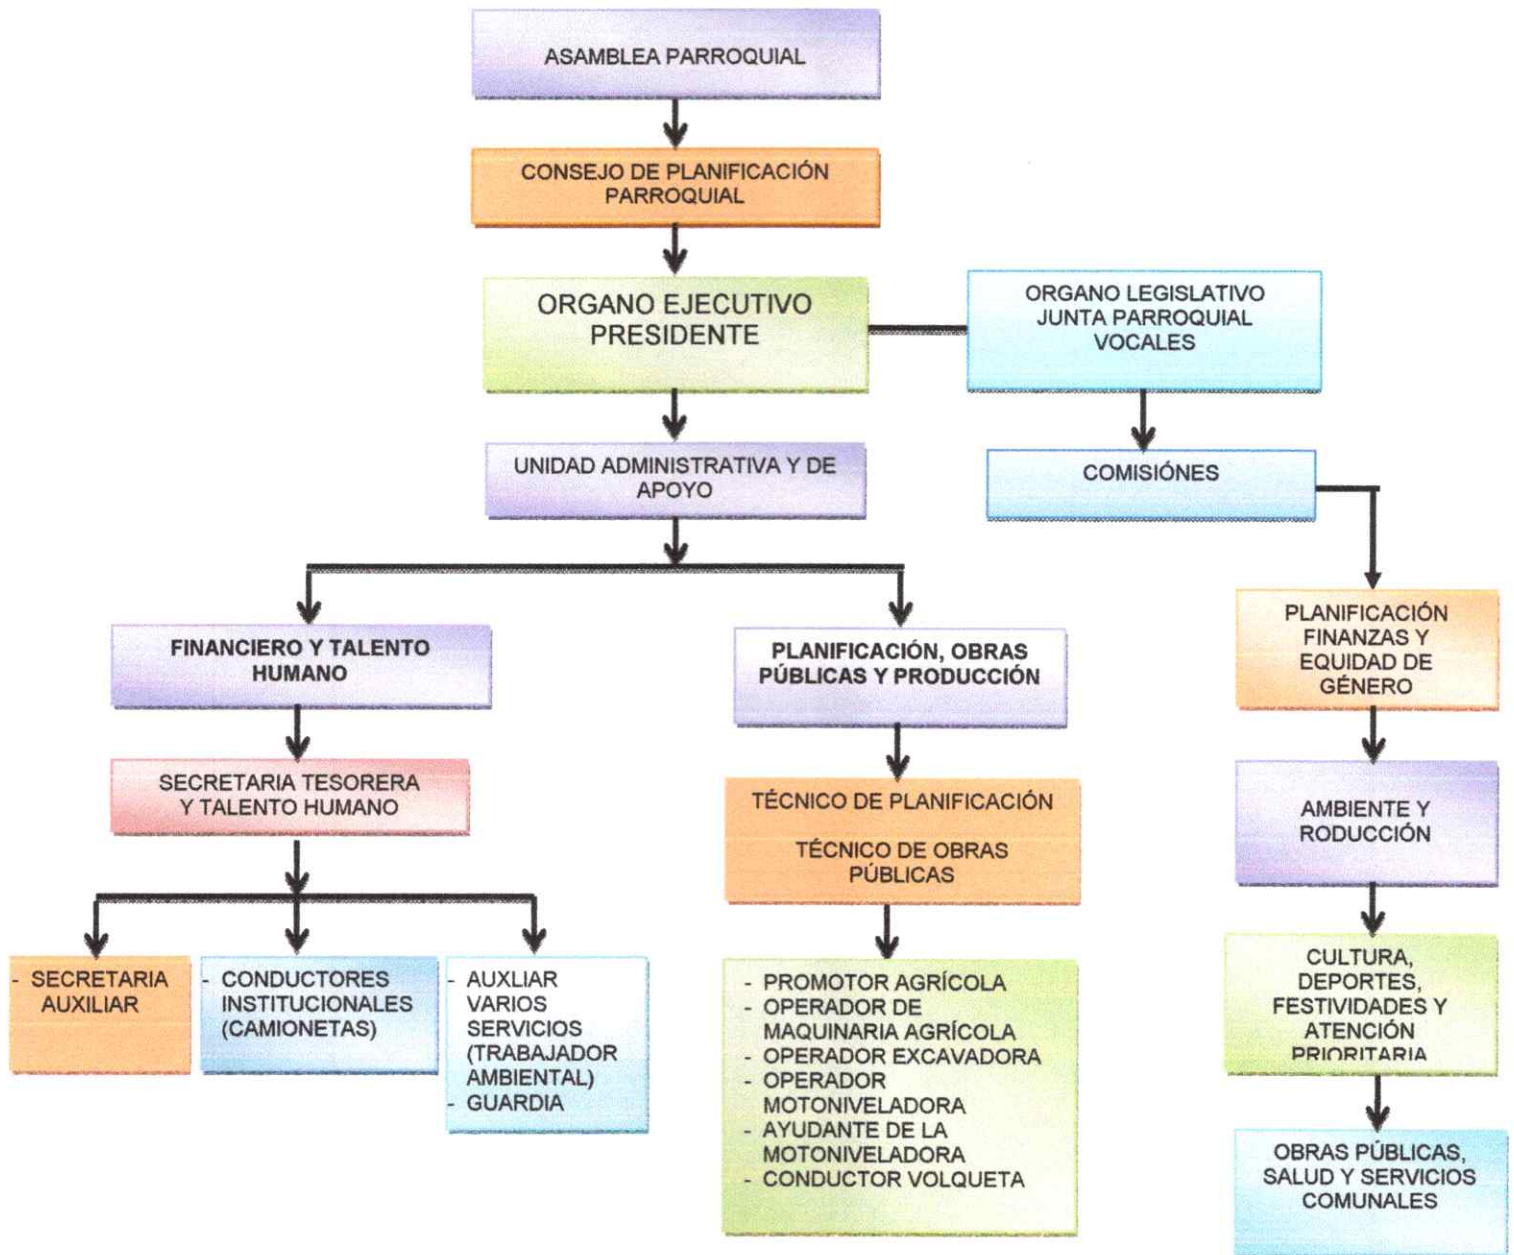 ASAMBLEA PARROQUIAL
CONSEJO DE PLANIFICACIÓN
PARROQUIAL
ORGANO EJECUTIVO
PRESIDENTE
ORGANO LEGISLATIVO
JUNTA PARROQUIAL
VOCALES
UNIDAD ADMINISTRATIVA Y DE
APOYO
COMISIÓNES
FINANCIERO Y TALENTO
HUMANO
PLANIFICACIÓN, OBRAS
PÚBLICAS Y PRODUCCIÓN
PLANIFICACIÓN
FINANZAS Y
EQUIDAD DE
GÉNERO
SECRETARIA TESORERA
Y TALENTO HUMANO
TÉCNICO DE PLANIFICACIÓN
TÉCNICO DE OBRAS
PÚBLICAS
AMBIENTE Y
RODUCCIÓN
- SECRETARIA
AUXILIAR
- CONDUCTORES
INSTITUCIONALES
(CAMIONETAS)
- AUXLIAR
VARIOS
SERVICIOS
(TRABAJADOR
AMBIENTAL)
- GUARDIA
- PROMOTOR AGRÍCOLA
- OPERADOR DE
MAQUINARIA AGRÍCOLA
- OPERADOR EXCAVADORA
- OPERADOR
MOTONIVELADORA
- AYUDANTE DE LA
MOTONIVELADORA
- CONDUCTOR VOLQUETA
CULTURA,
DEPORTES,
FESTIVIDADES Y
ATENCIÓN
PRIORITARIA
OBRAS PÚBLICAS,
SALUD Y SERVICIOS
COMUNALES